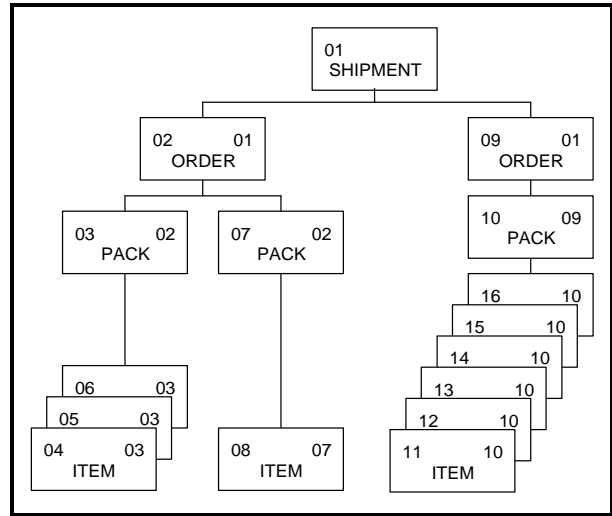 01
SHIPMENT
02 01
ORDER
09 01
ORDER
03 02
PACK
07 02
PACK
10 09
PACK
16 10
15 10
14 10
13 10
12 10
11 10
ITEM
06 03
05 03
04 03
ITEM
08 07
ITEM